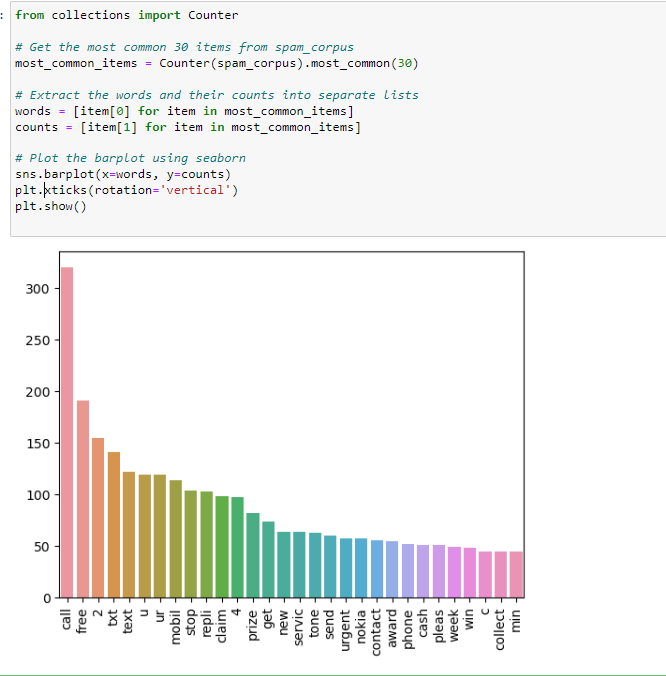 :
from collections import Counter
# Get the most common 30 items from spam_corpus
most_common_items = Counter(spam_corpus).most_common(30)
# Extract the words and their counts into separate lists
words = [item[0] for item in most_common_items]
counts = [item[1] for item in most_common_items]
# Plot the barplot using seaborn
sns.barplot(x=words, y=counts)
plt.xticks(rotation='vertical')
plt.show()
300
250
200
150
100
50
0
call
free
2
txt
text
u
ur
mobil
stop
repli
claim
4
prize
get
new
servic
tone
send
urgent
nokia
contact
award
phone
cash
pleas
week
win
c
collect
min